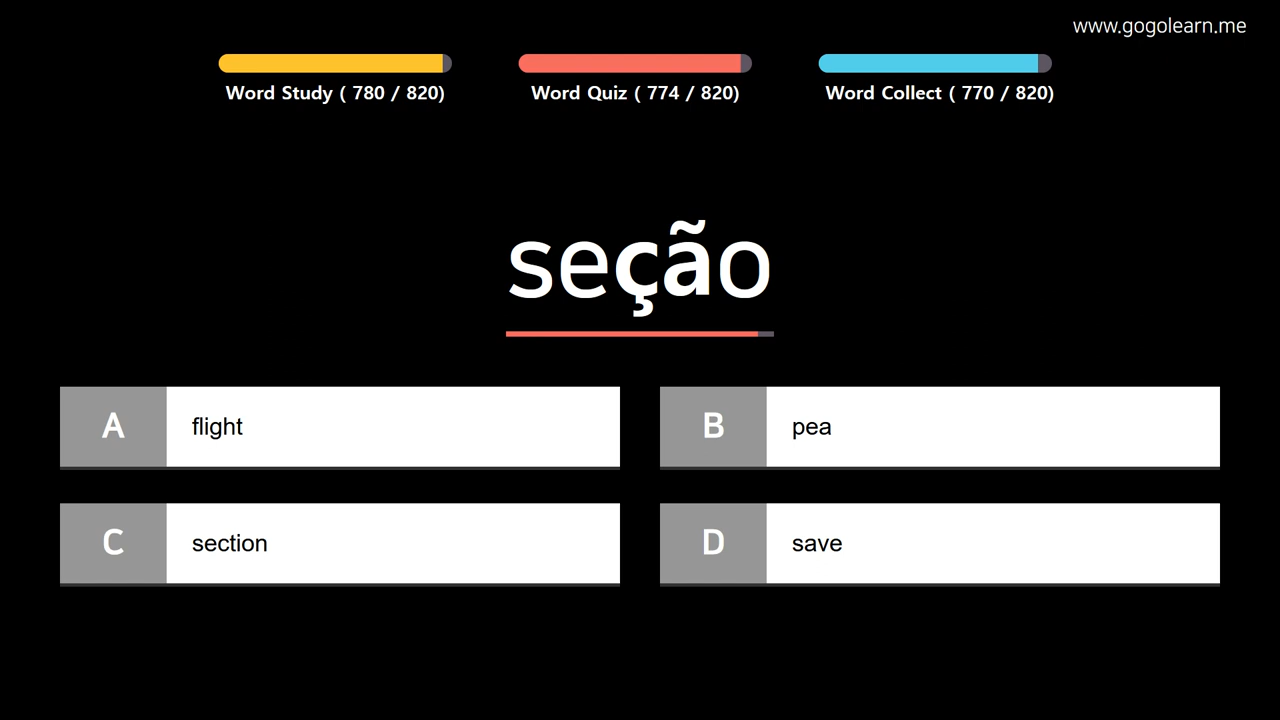 www.gogolearn.me
Word Study ( 780 / 820)
Word Quiz ( 774 / 820)
Word Collect ( 770 / 820)
seção
A flight
B pea
C section
D save